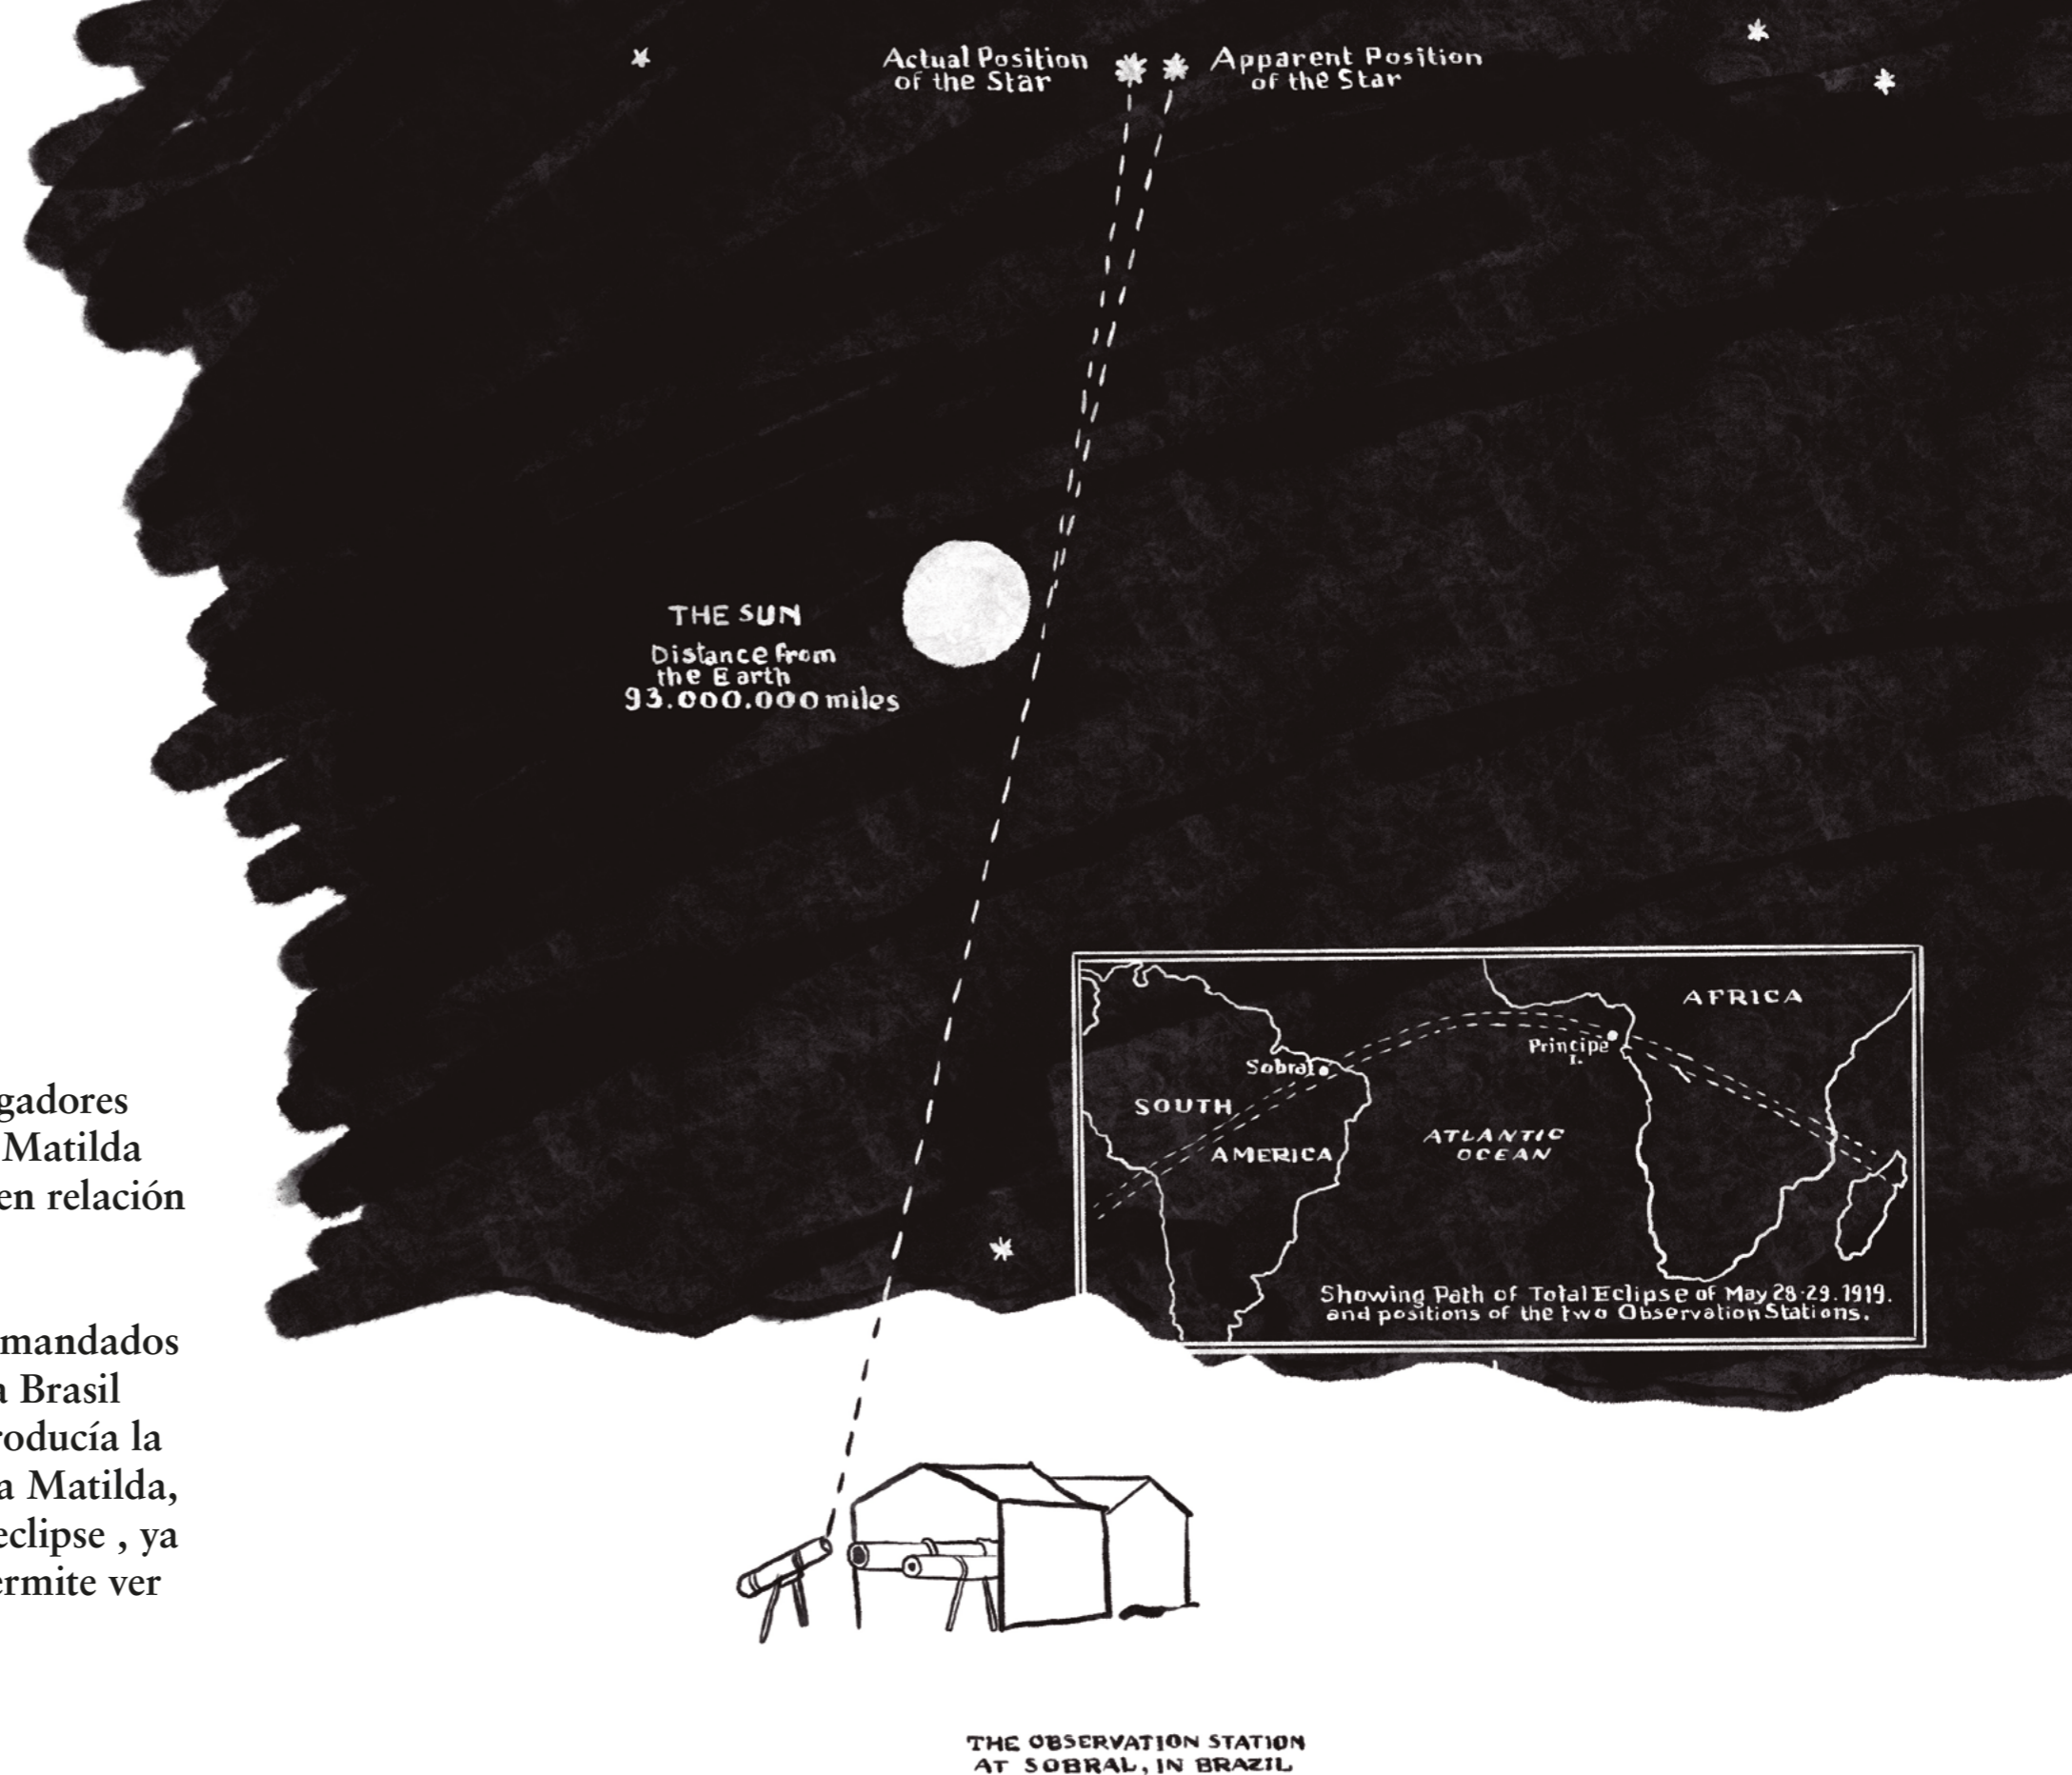 Actual Position
of the Star
Apparent Position
of the Star
THE SUN
Distance from
the Earth
93.000.000 miles
AFRICA
Principe
I.
Sobral
SOUTH
AMERICA
ATLANTIC
OCEAN
Showing Path of Total Eclipse of May 28-29.1919.
and positions of the two Observation Stations.
gadores
Matilda
en relación
mandados
a Brasil
roducía la
a Matilda,
eclipse , ya
ermite ver
THE OBSERVATION STATION
AT SOBRAL, IN BRAZIL